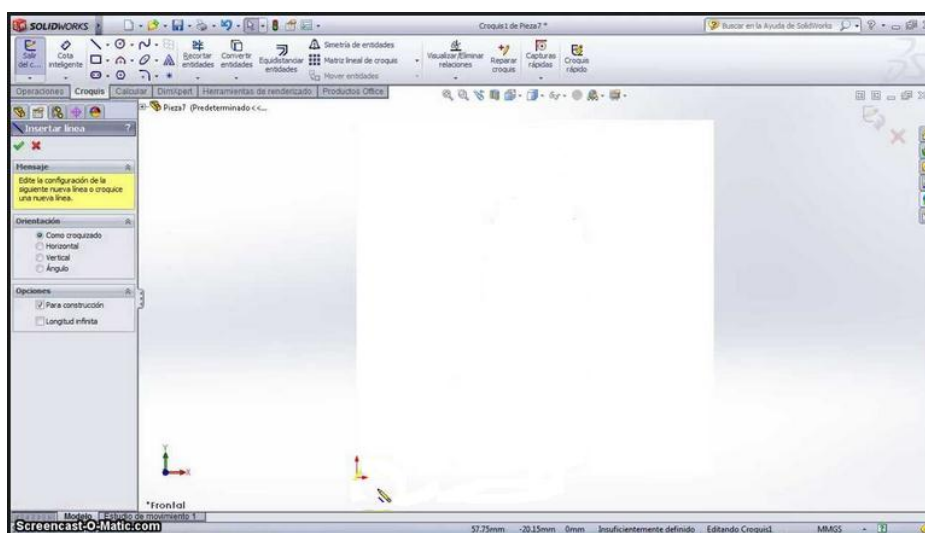 SOLIDWORKS
Croquis1 de Pieza7 *
Buscar en la Ayuda de SolidWorks
Salir del c...
Cota inteligente
Recortar entidades
Convertir entidades
Equidistanciar entidades
Simetría de entidades
Matriz lineal de croquis
Mover entidades
Visualizar/Eliminar relaciones
Reparar croquis
Capturas rápidas
Croquis rápido
Operaciones
Croquis
Calcular
DimXpert
Herramientas de renderizado
Productos Office
Pieza7 (Predeterminado <<...
Insertar línea
?
Mensaje
Edite la configuración de la
siguiente nueva línea o croquice
una nueva línea.
Orientación
Como croquizado
Horizontal
Vertical
Ángulo
Opciones
Para construcción
Longitud infinita
Y
X
*Frontal
Modelo
Estudio de movimiento 1
Screencast-O-Matic.com
57.75mm
-20.15mm
0mm
Insuficientemente definido
Editando Croquis1
MMGS